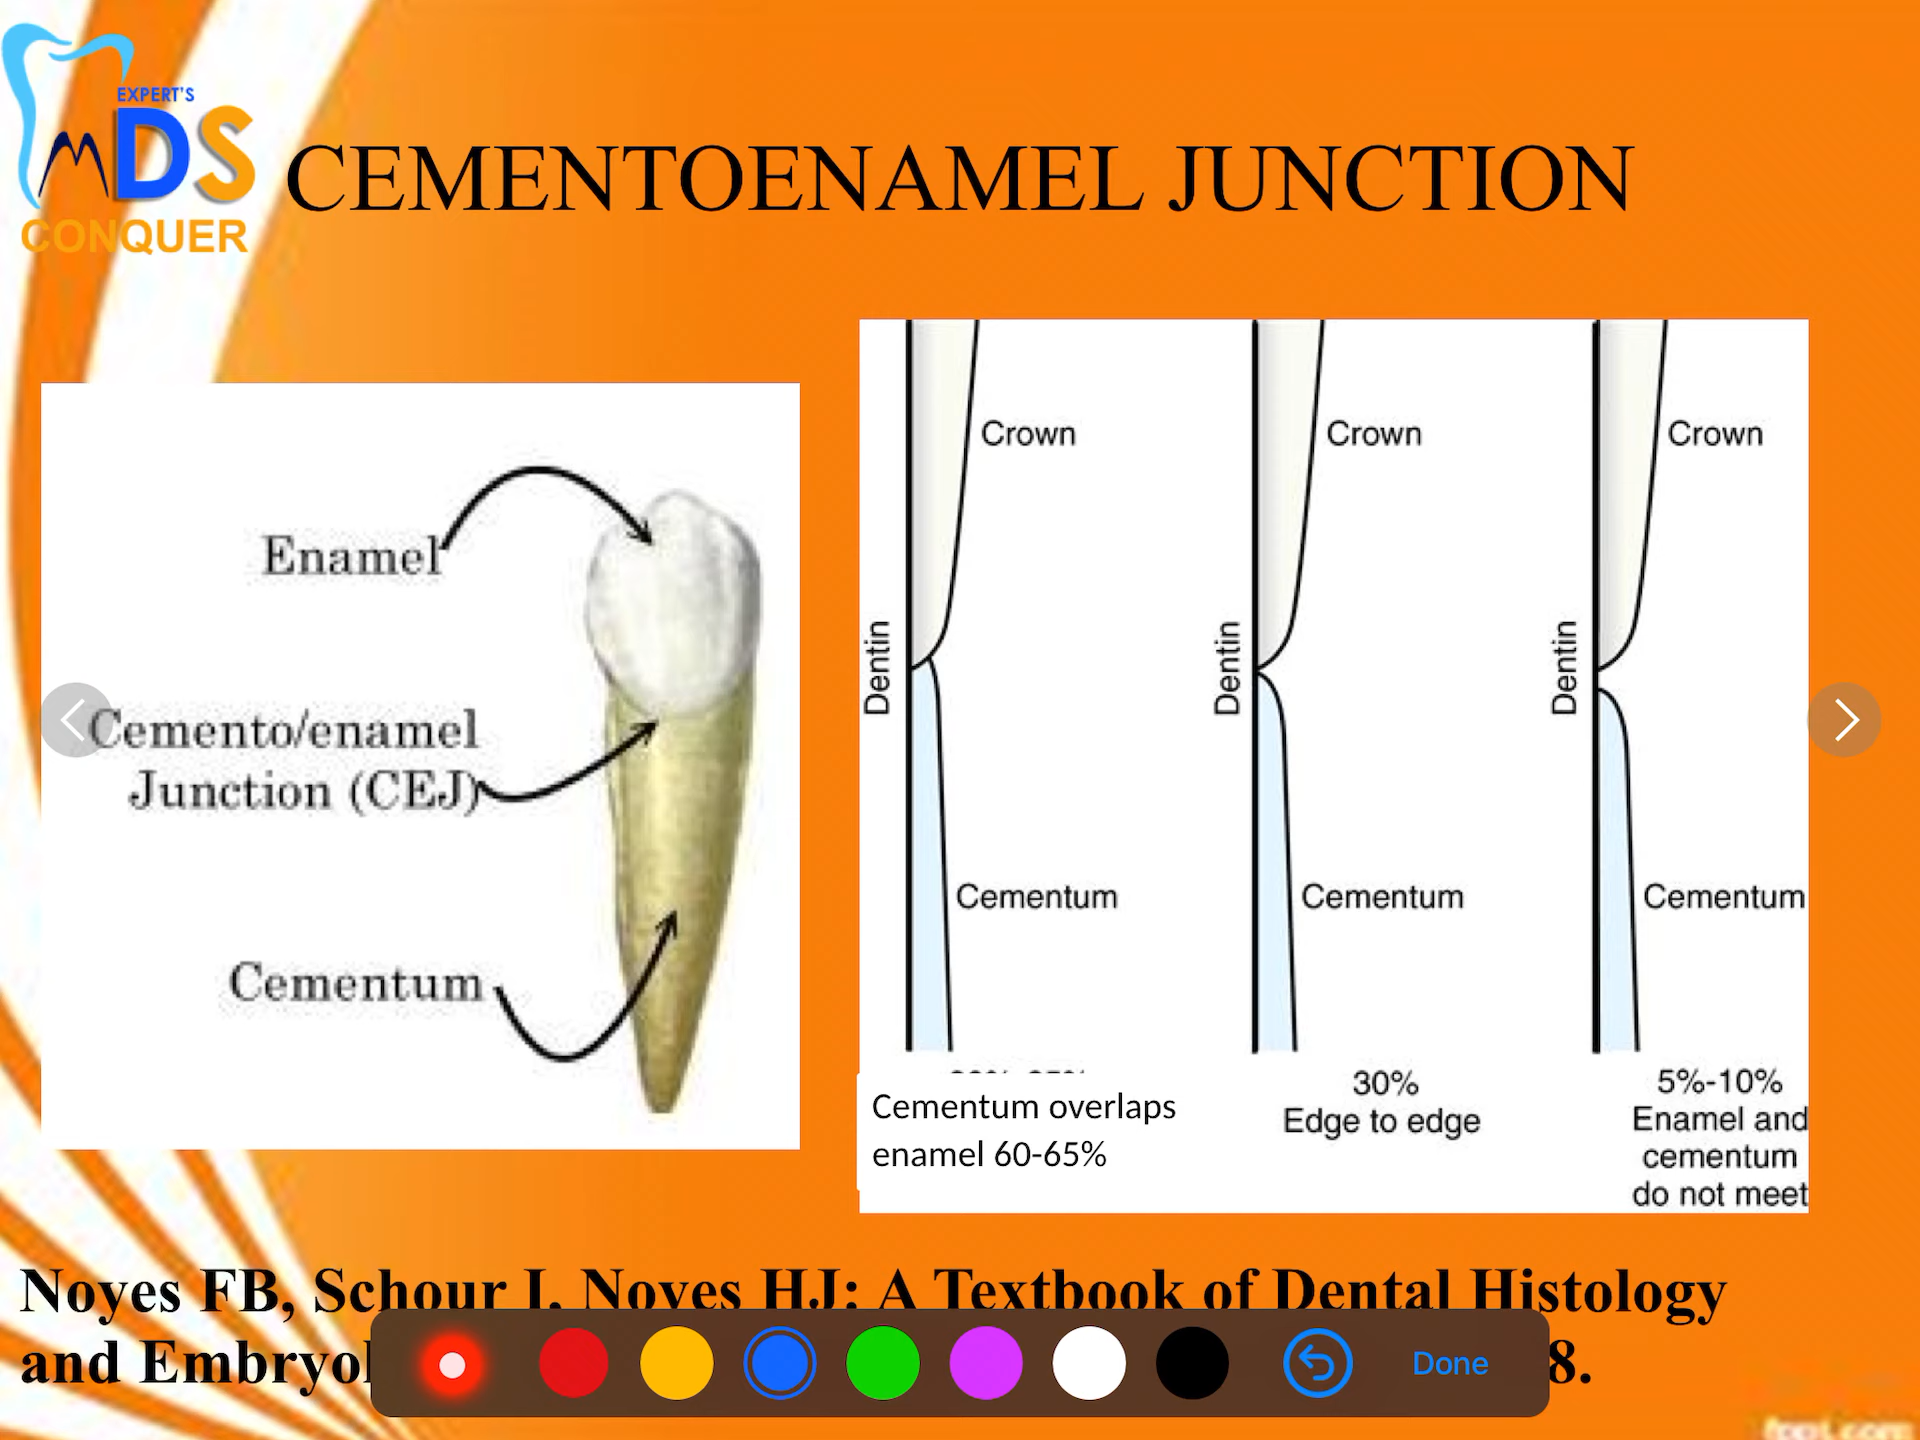 EXPERT'S
MDS
CONQUER
CEMENTOENAMEL JUNCTION
Enamel
Cemento/enamel
Junction (CEJ)
Cementum
Crown
Crown
Crown
Dentin
Dentin
Dentin
Cementum
Cementum
Cementum
Cementum overlaps
enamel 60-65%
30%
Edge to edge
5%-10%
Enamel and
cementum
do not meet
Noyes FB, Schour I, Noyes HJ: A Textbook of Dental Histology
and 8.
Done